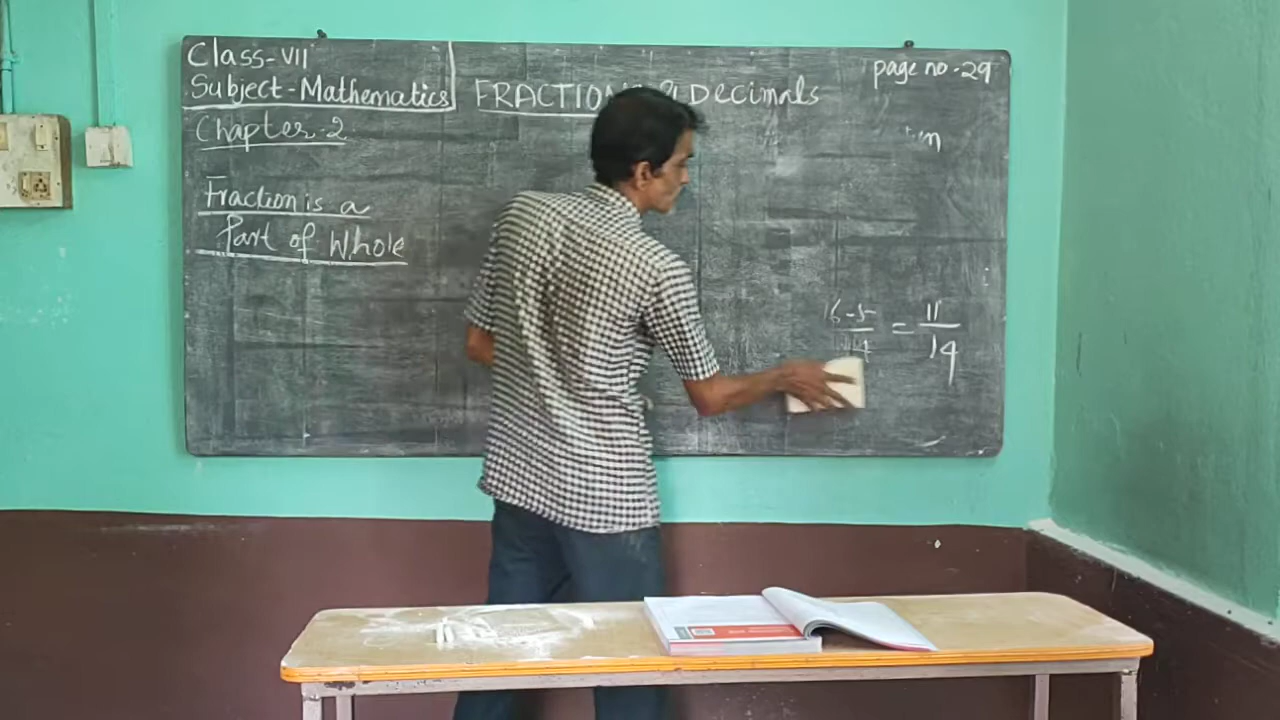 Class-VII
Subject-Mathematics
FRACTION & Decimals
page no-29
Chapter-2
Fraction is a
Part of Whole
16-5 = 11
14 14